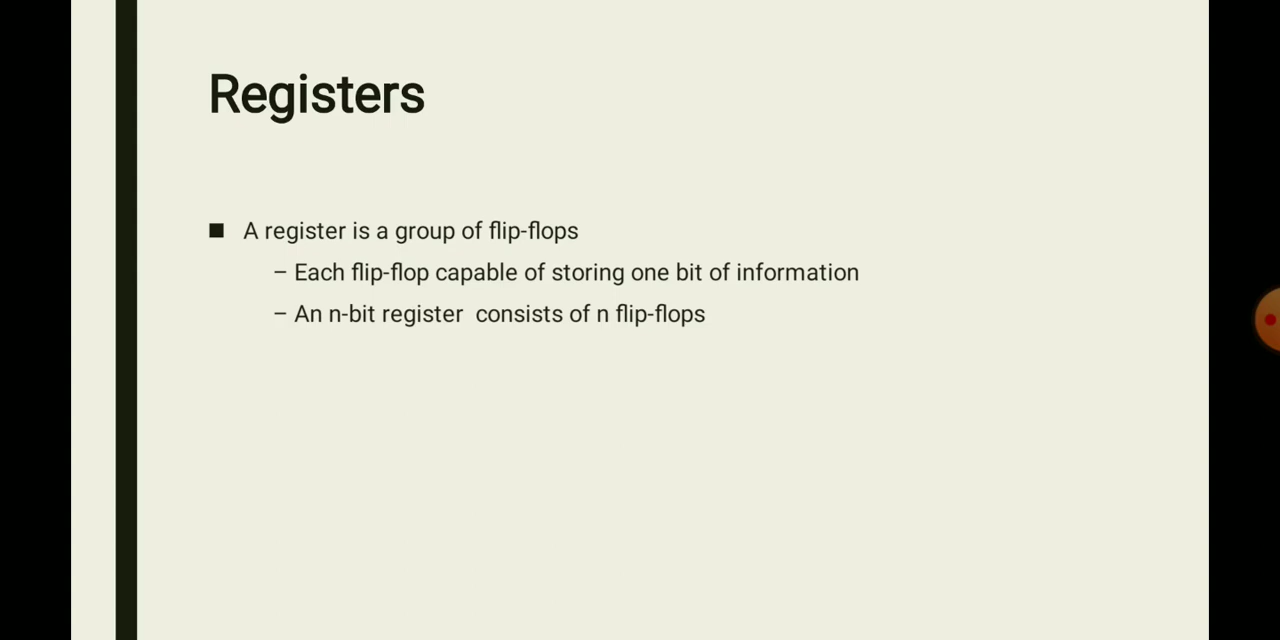 Registers
■ A register is a group of flip-flops
– Each flip-flop capable of storing one bit of information
– An n-bit register  consists of n flip-flops